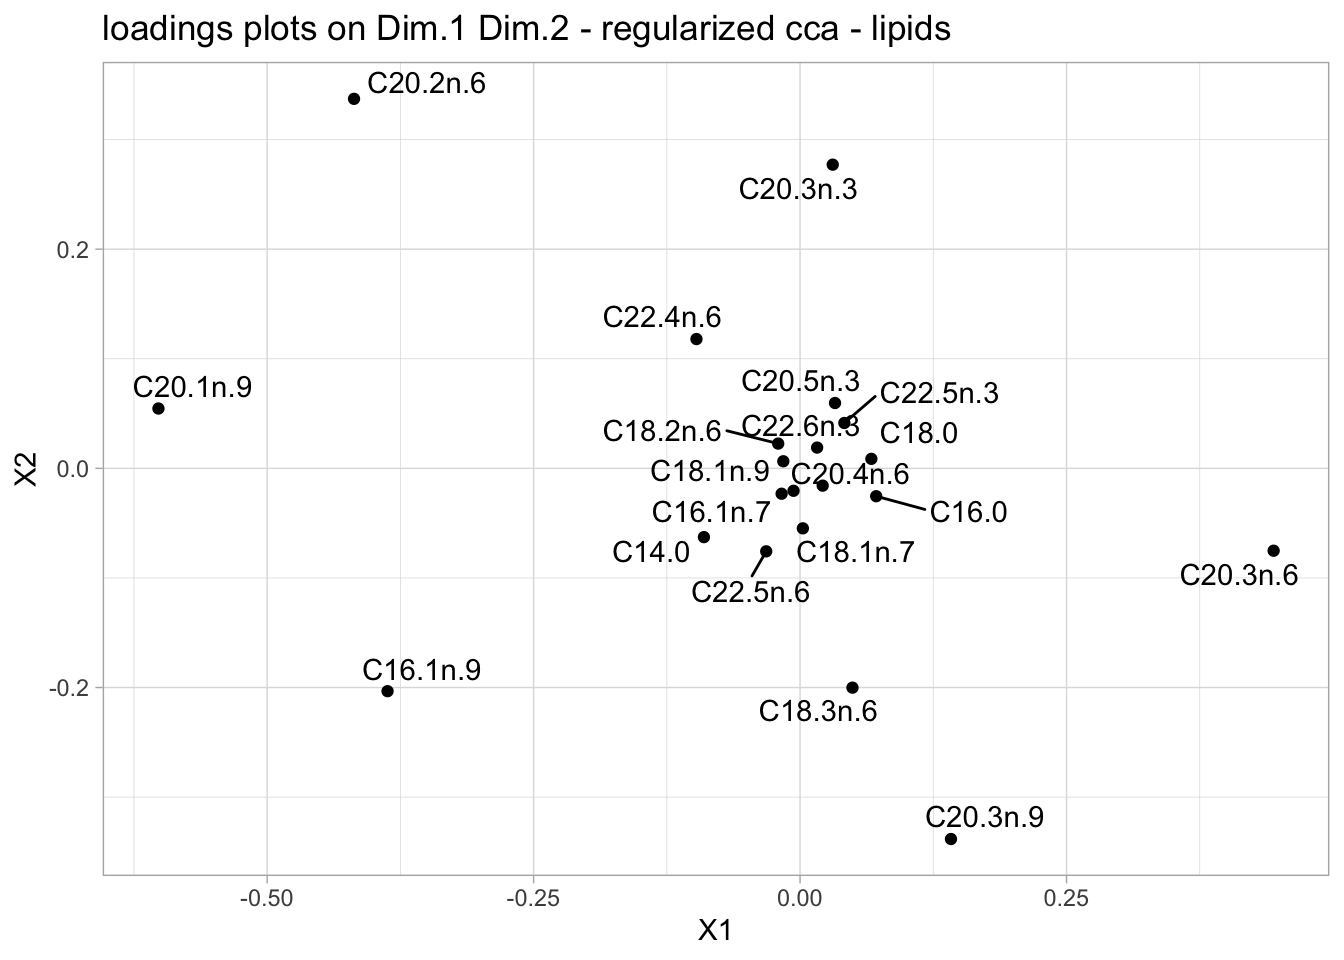 loadings plots on Dim.1 Dim.2 - regularized cca - lipids
C20.2n.6
C20.3n.3
0.2
C22.4n.6
C20.5n.3
C20.1n.9
C22.5n.3
C18.2n.6
C22.6n.3
C18.0
X2
0.0
C18.1n.9
C20.4n.6
C16.1n.7
C16.0
C14.0
C18.1n.7
C20.3n.6
C22.5n.6
C16.1n.9
-0.2
C18.3n.6
C20.3n.9
-0.50
-0.25
0.00
0.25
X1